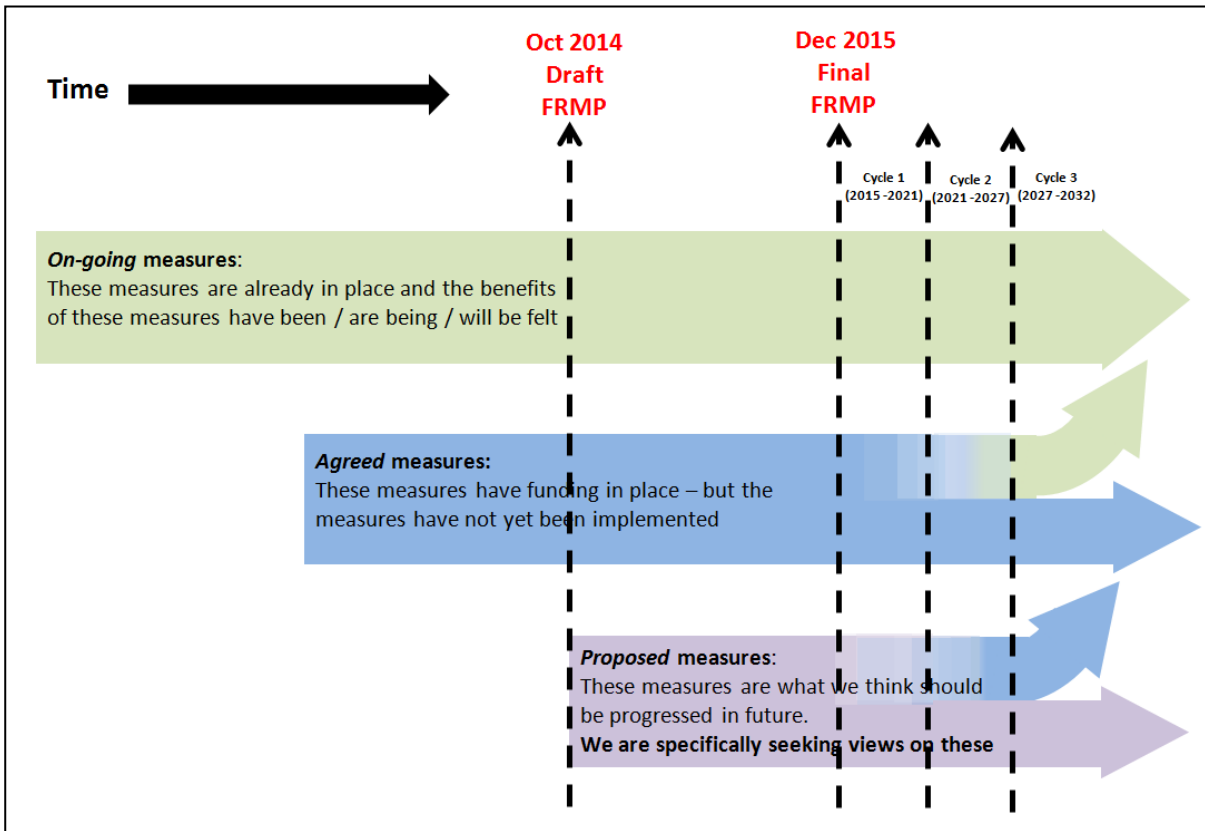 Oct 2014
Draft
FRMP
Dec 2015
Final
FRMP
Time
Cycle 1
(2015 -2021)
Cycle 2
(2021 -2027)
Cycle 3
(2027 -2032)
On-going measures:
These measures are already in place and the benefits
of these measures have been / are being / will be felt
Agreed measures:
These measures have funding in place – but the
measures have not yet been implemented
Proposed measures:
These measures are what we think should
be progressed in future.
We are specifically seeking views on these